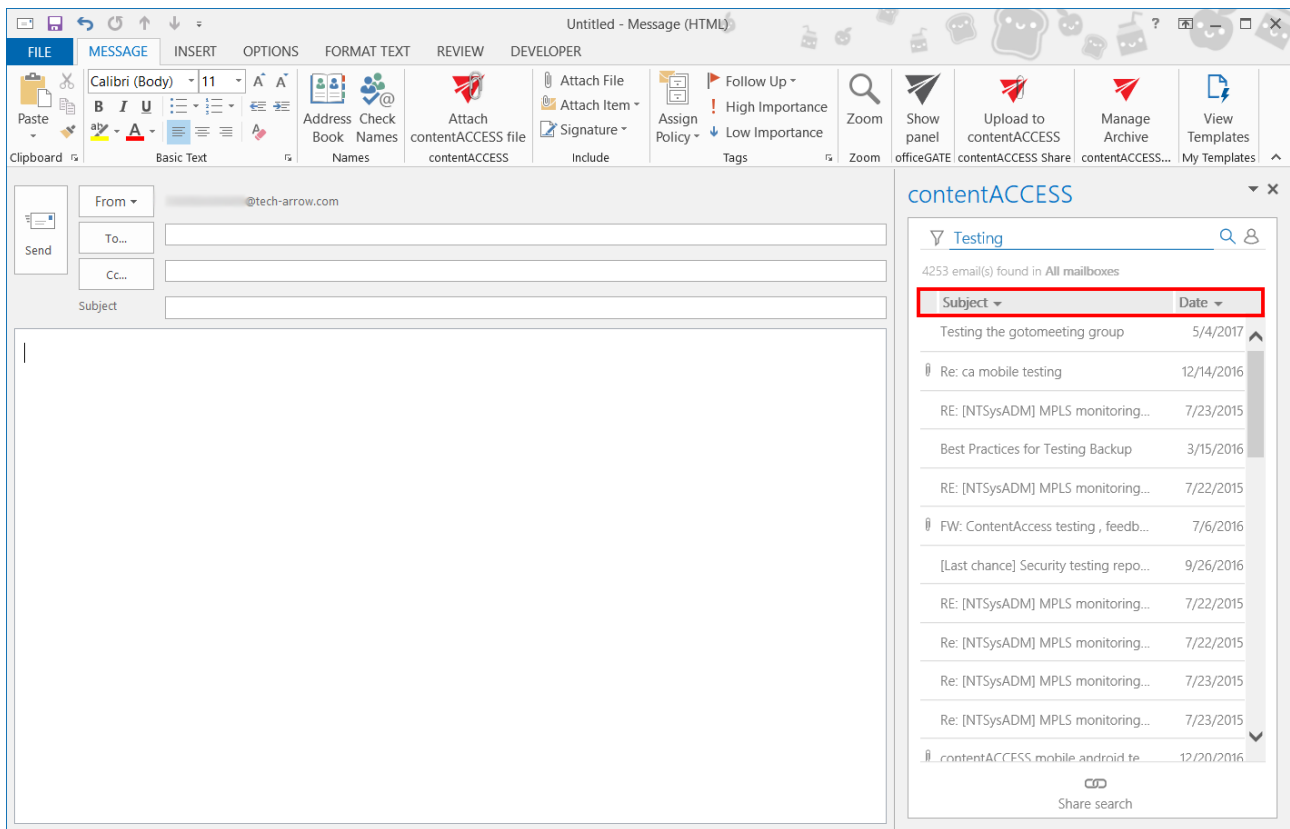 Untitled - Message (HTML)
?
FILE MESSAGE INSERT OPTIONS FORMAT TEXT REVIEW DEVELOPER
Paste
Calibri (Body) 11 A A
B I U
aby A
Address Book
Check Names
Attach contentACCESS file
Attach File
Attach Item
Signature
Assign Policy
Follow Up
High Importance
Low Importance
Zoom
Show panel
Upload to contentACCESS
Manage Archive
View Templates
Clipboard Basic Text Names contentACCESS Include Tags Zoom officeGATE contentACCESS Share contentACCESS... My Templates
Send
From @tech-arrow.com
To...
Cc...
Subject
contentACCESS
Testing
4253 email(s) found in All mailboxes
Subject Date
Testing the gotomeeting group 5/4/2017
Re: ca mobile testing 12/14/2016
RE: [NTSysADM] MPLS monitoring... 7/23/2015
Best Practices for Testing Backup 3/15/2016
RE: [NTSysADM] MPLS monitoring... 7/22/2015
FW: ContentAccess testing , feedb... 7/6/2016
[Last chance] Security testing repo... 9/26/2016
RE: [NTSysADM] MPLS monitoring... 7/22/2015
Re: [NTSysADM] MPLS monitoring... 7/22/2015
Re: [NTSysADM] MPLS monitoring... 7/23/2015
Re: [NTSysADM] MPLS monitoring... 7/23/2015
contentACCESS mobile android te... 12/20/2016
Share search